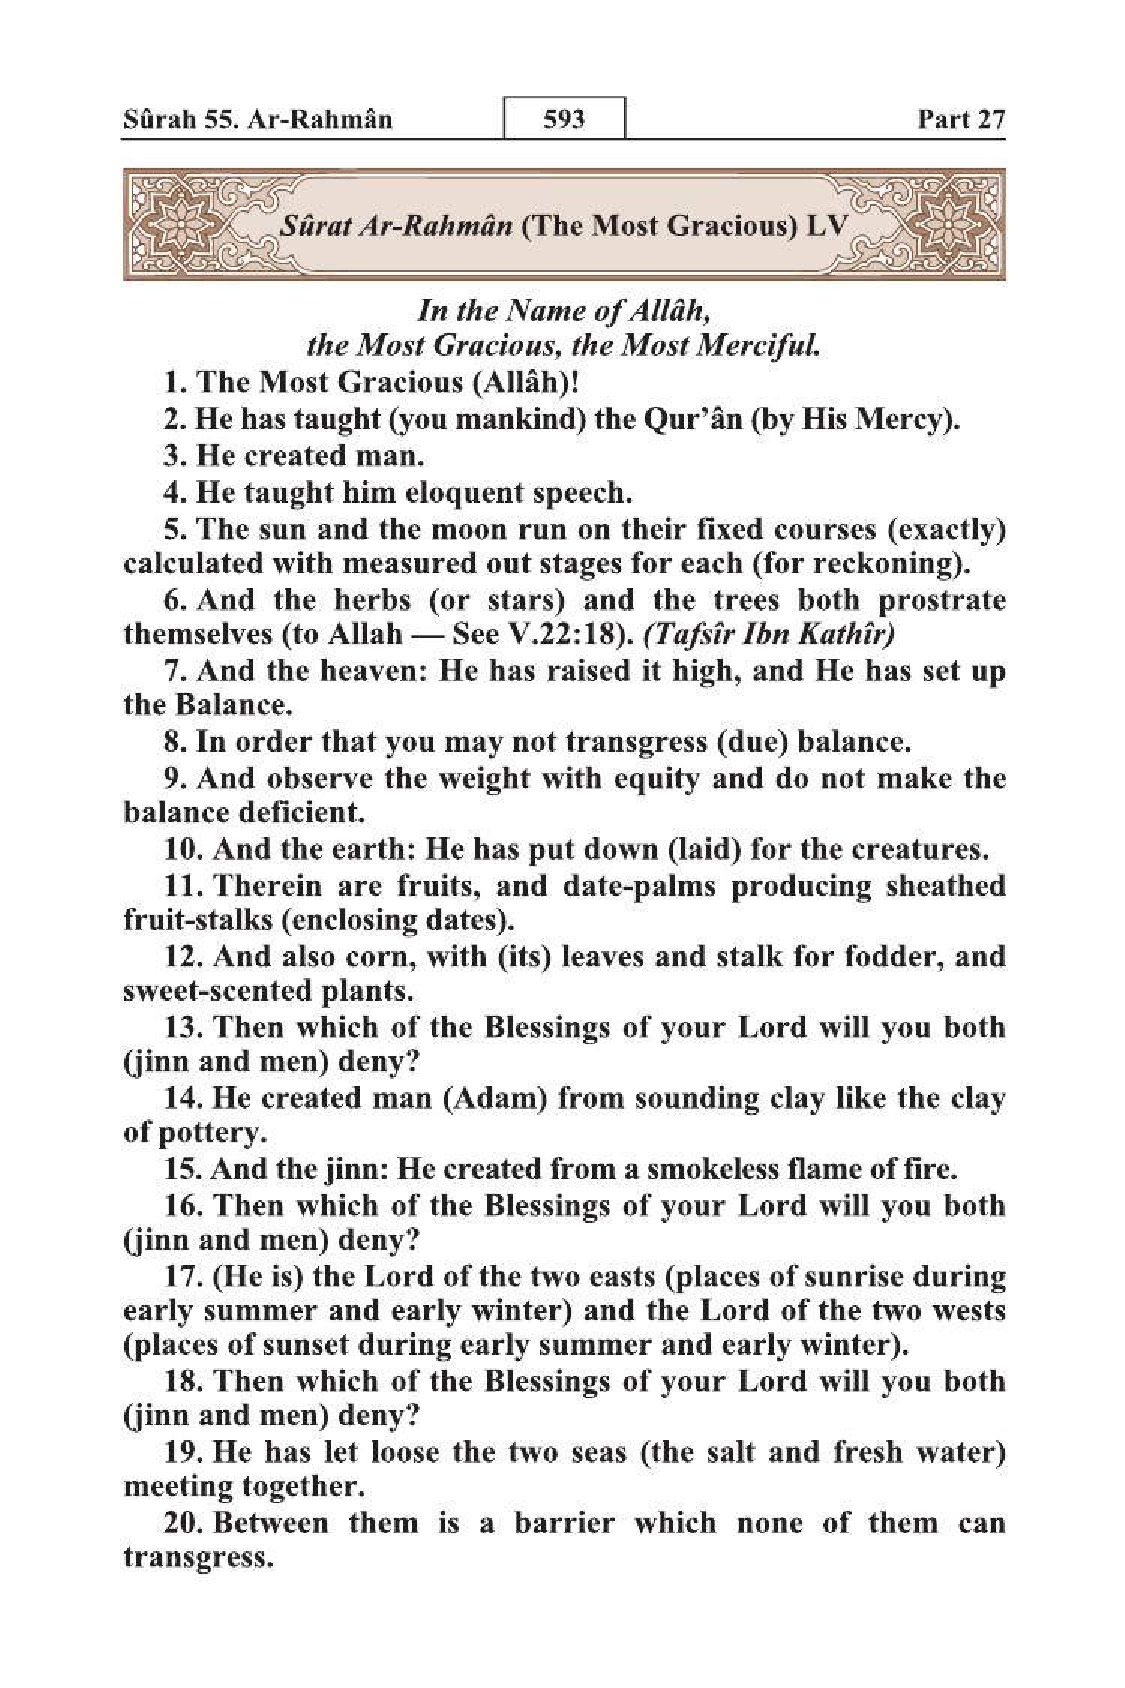 Sûrah 55. Ar-Rahmân 593 Part 27
Sûrat Ar-Rahmân (The Most Gracious) LV
In the Name of Allâh,
the Most Gracious, the Most Merciful.
1. The Most Gracious (Allâh)!
2. He has taught (you mankind) the Qur’ân (by His Mercy).
3. He created man.
4. He taught him eloquent speech.
5. The sun and the moon run on their fixed courses (exactly)
calculated with measured out stages for each (for reckoning).
6. And the herbs (or stars) and the trees both prostrate
themselves (to Allah — See V.22:18). (Tafsîr Ibn Kathîr)
7. And the heaven: He has raised it high, and He has set up
the Balance.
8. In order that you may not transgress (due) balance.
9. And observe the weight with equity and do not make the
balance deficient.
10. And the earth: He has put down (laid) for the creatures.
11. Therein are fruits, and date-palms producing sheathed
fruit-stalks (enclosing dates).
12. And also corn, with (its) leaves and stalk for fodder, and
sweet-scented plants.
13. Then which of the Blessings of your Lord will you both
(jinn and men) deny?
14. He created man (Adam) from sounding clay like the clay
of pottery.
15. And the jinn: He created from a smokeless flame of fire.
16. Then which of the Blessings of your Lord will you both
(jinn and men) deny?
17. (He is) the Lord of the two easts (places of sunrise during
early summer and early winter) and the Lord of the two wests
(places of sunset during early summer and early winter).
18. Then which of the Blessings of your Lord will you both
(jinn and men) deny?
19. He has let loose the two seas (the salt and fresh water)
meeting together.
20. Between them is a barrier which none of them can
transgress.